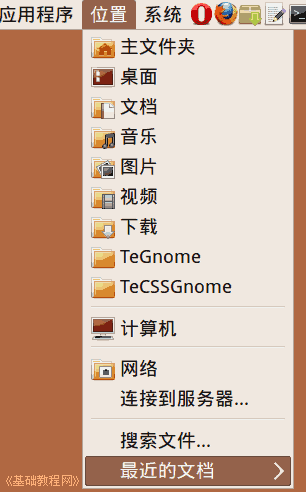 应用程序 位置 系统
主文件夹
桌面
文档
音乐
图片
视频
下载
TeGnome
TeCSSGnome
计算机
网络
连接到服务器...
搜索文件...
最近的文档
《基础教程网》